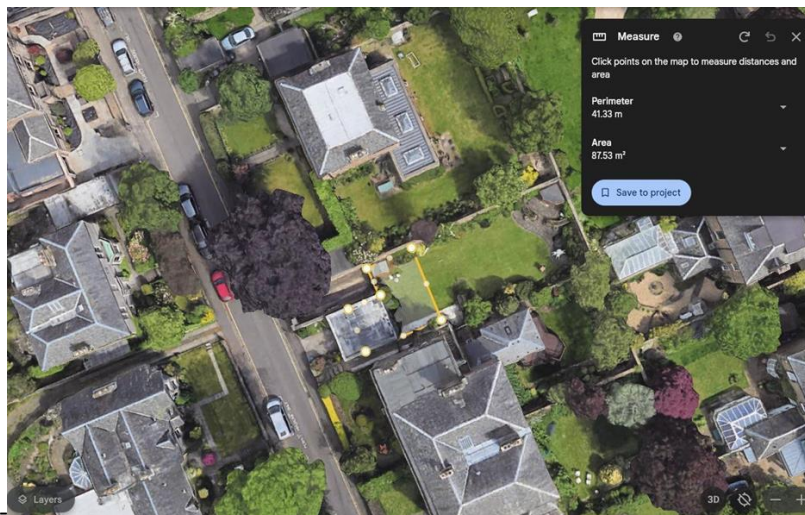 Measure
Click points on the map to measure distances and
area
Perimeter
41.33 m
Area
87.53 m²
Save to project
Layers
3D